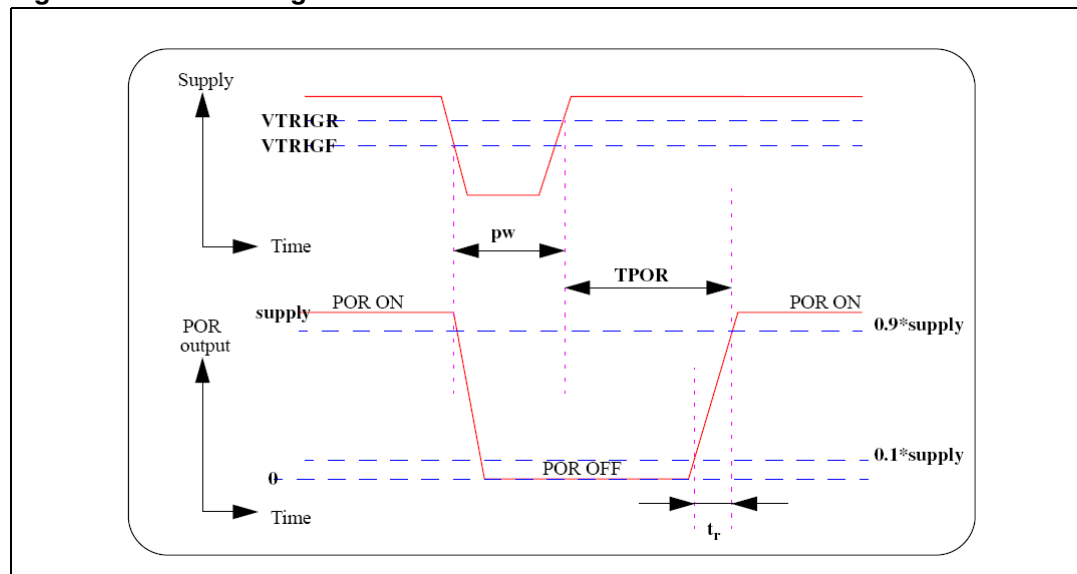 Supply
VTRIGR
VTRIGF
pw
Time
TPOR
supply
POR ON
POR ON
POR
output
0.9*supply
0.1*supply
POR OFF
0
Time
tr